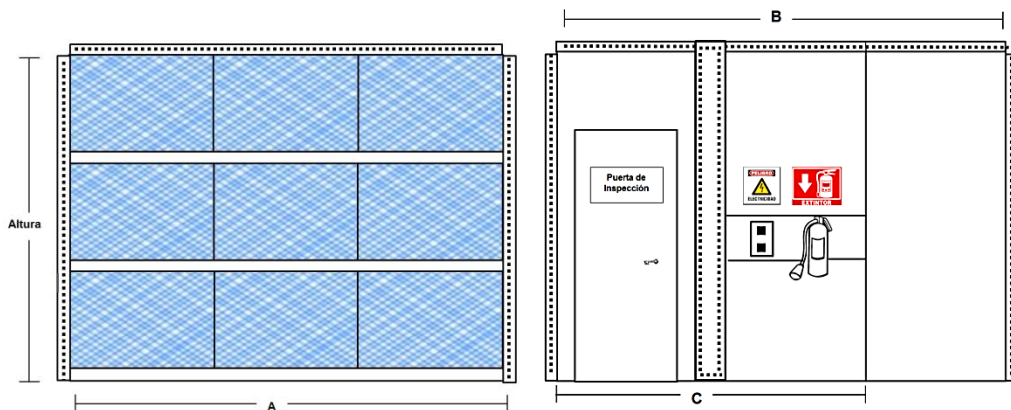 B
Altura
A
Puerta de
Inspección
PELIGRO
ELECTRICIDAD
EXTINTOR
C